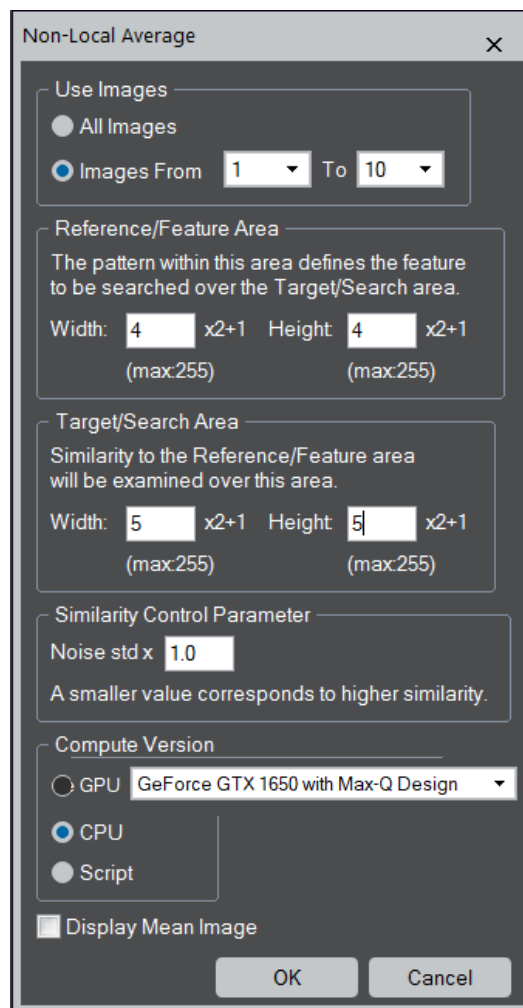 Non-Local Average
Use Images
All Images
Images From 1 To 10
Reference/Feature Area
The pattern within this area defines the feature
to be searched over the Target/Search area.
Width: 4 x2+1 Height: 4 x2+1
(max:255) (max:255)
Target/Search Area
Similarity to the Reference/Feature area
will be examined over this area.
Width: 5 x2+1 Height: 5 x2+1
(max:255) (max:255)
Similarity Control Parameter
Noise std x 1.0
A smaller value corresponds to higher similarity.
Compute Version
GPU GeForce GTX 1650 with Max-Q Design
CPU
Script
Display Mean Image
OK Cancel